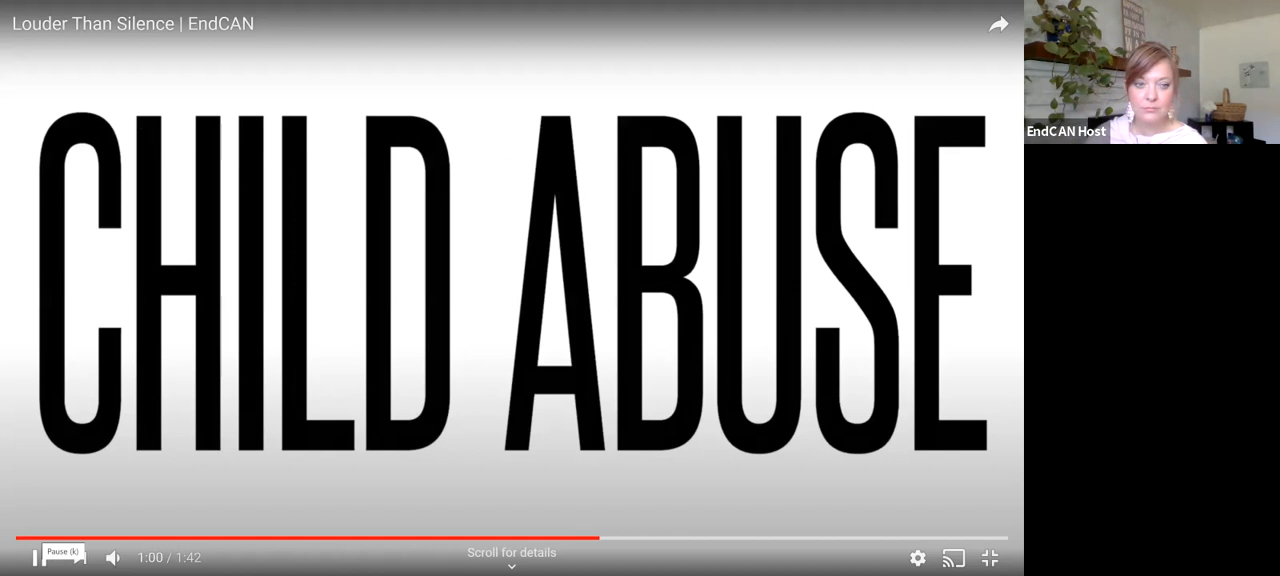 Louder Than Silence | EndCAN
CHILD ABUSE
EndCAN Host
Pause (k)
1:00 / 1:42
Scroll for details